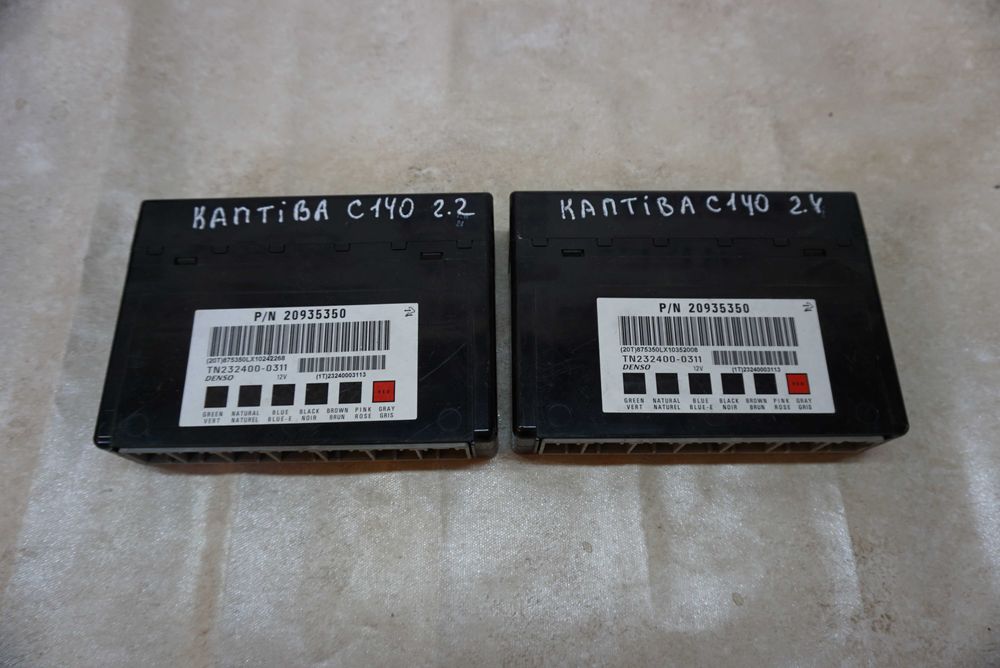 КАПТіВА C140 2.2
P/N 20935350
(20T)875350LX10242268
TN232400-0311
DENSO
12V
(1T)23240003113
GREEN NATURAL BLUE BLACK BROWN PINK GRAY
VERT NATUREL BLUE-E NOIR BRUN ROSE GRIS
КАПТіВА C140 2.4
P/N 20935350
(20T)875350LX10352008
TN232400-0311
DENSO
12V
(1T)23240003113
GREEN NATURAL BLUE BLACK BROWN PINK GRAY
VERT NATUREL BLUE-E NOIR BRUN ROSE GRIS